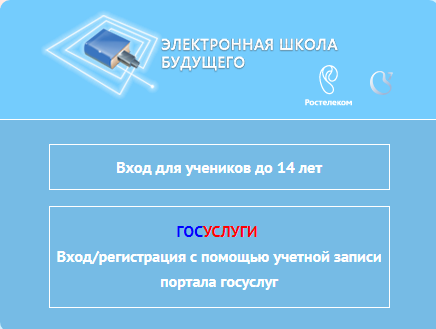 ЭЛЕКТРОННАЯ ШКОЛА
БУДУЩЕГО
Ростелеком
Вход для учеников до 14 лет
ГОСУСЛУГИ
Вход/регистрация с помощью учетной записи
портала госуслуг